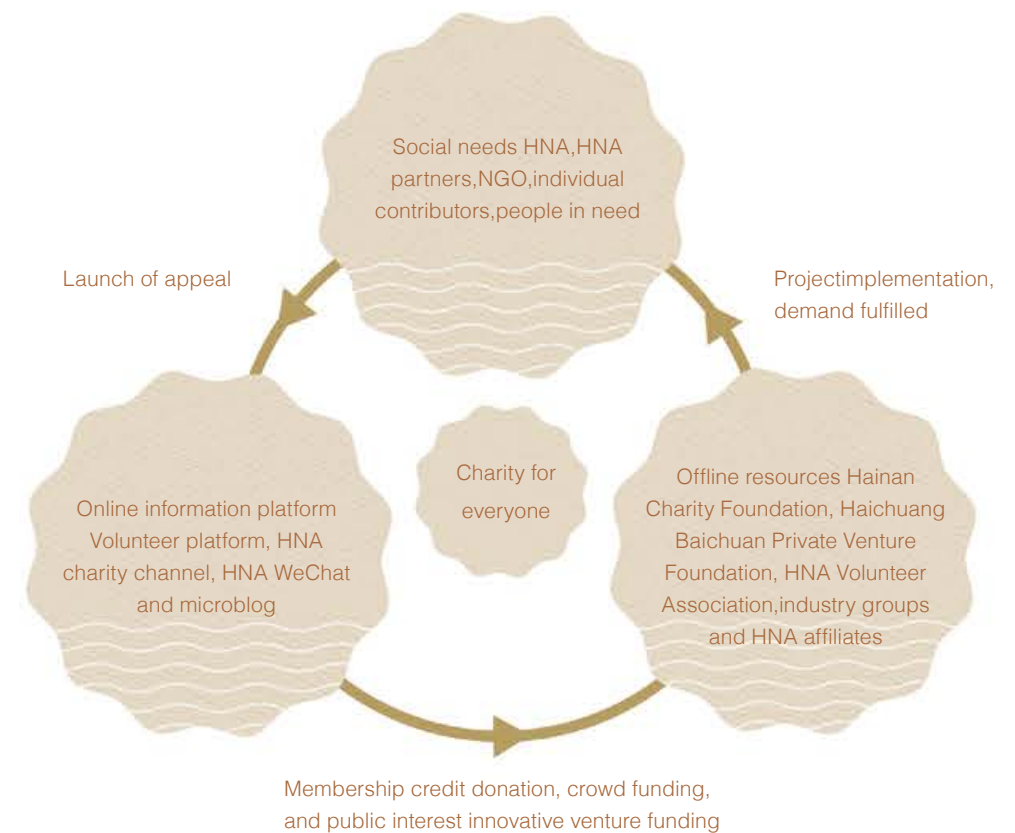 Social needs HNA,HNA
partners,NGO,individual
contributors,people in need
Launch of appeal
Projectimplementation,
demand fulfilled
Charity for
everyone
Online information platform
Volunteer platform, HNA
charity channel, HNA WeChat
and microblog
Offline resources Hainan
Charity Foundation, Haichuang
Baichuan Private Venture
Foundation, HNA Volunteer
Association,industry groups
and HNA affiliates
Membership credit donation, crowd funding,
and public interest innovative venture funding